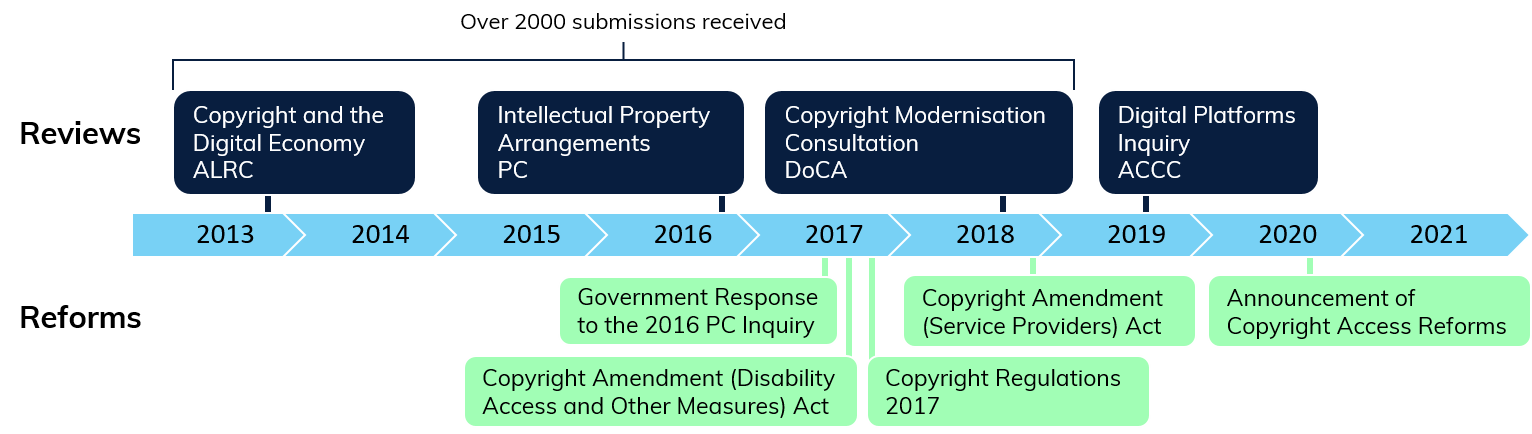 Over 2000 submissions received
Reviews
Copyright and the
Digital Economy
ALRC
Intellectual Property
Arrangements
PC
Copyright Modernisation
Consultation
DoCA
Digital Platforms
Inquiry
ACCC
2013 2014 2015 2016 2017 2018 2019 2020 2021
Reforms
Government Response
to the 2016 PC Inquiry
Copyright Amendment
(Service Providers) Act
Announcement of
Copyright Access Reforms
Copyright Amendment (Disability
Access and Other Measures) Act
Copyright Regulations
2017